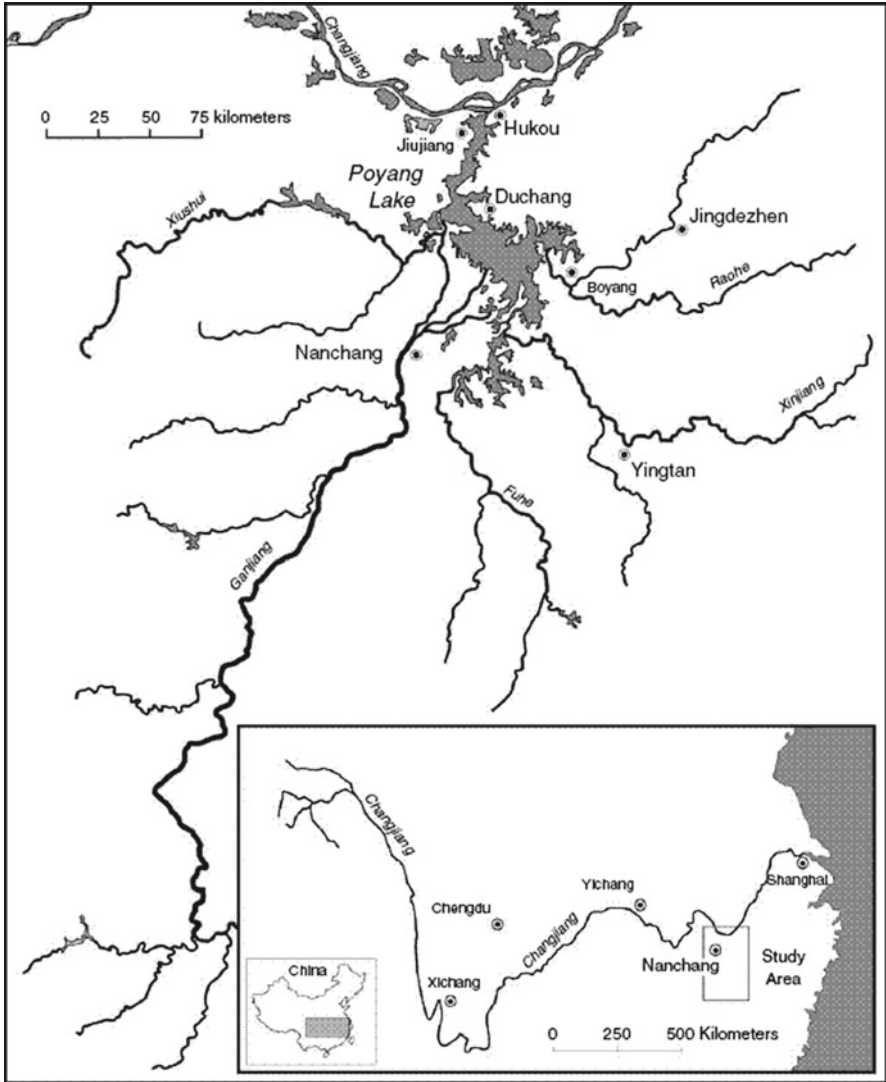 Changjiang
0 25 50 75 kilometers
Hukou
Jiujiang
Poyang
Lake
Duchang
Xiushui
Jingdezhen
Boyang
Raohe
Nanchang
Xinjiang
Yingtan
Fuhe
Ganjiang
Changjiang
Shanghai
Yichang
Chengdu
Changjiang
Nanchang
Study
Area
China
Xichang
0 250 500 Kilometers